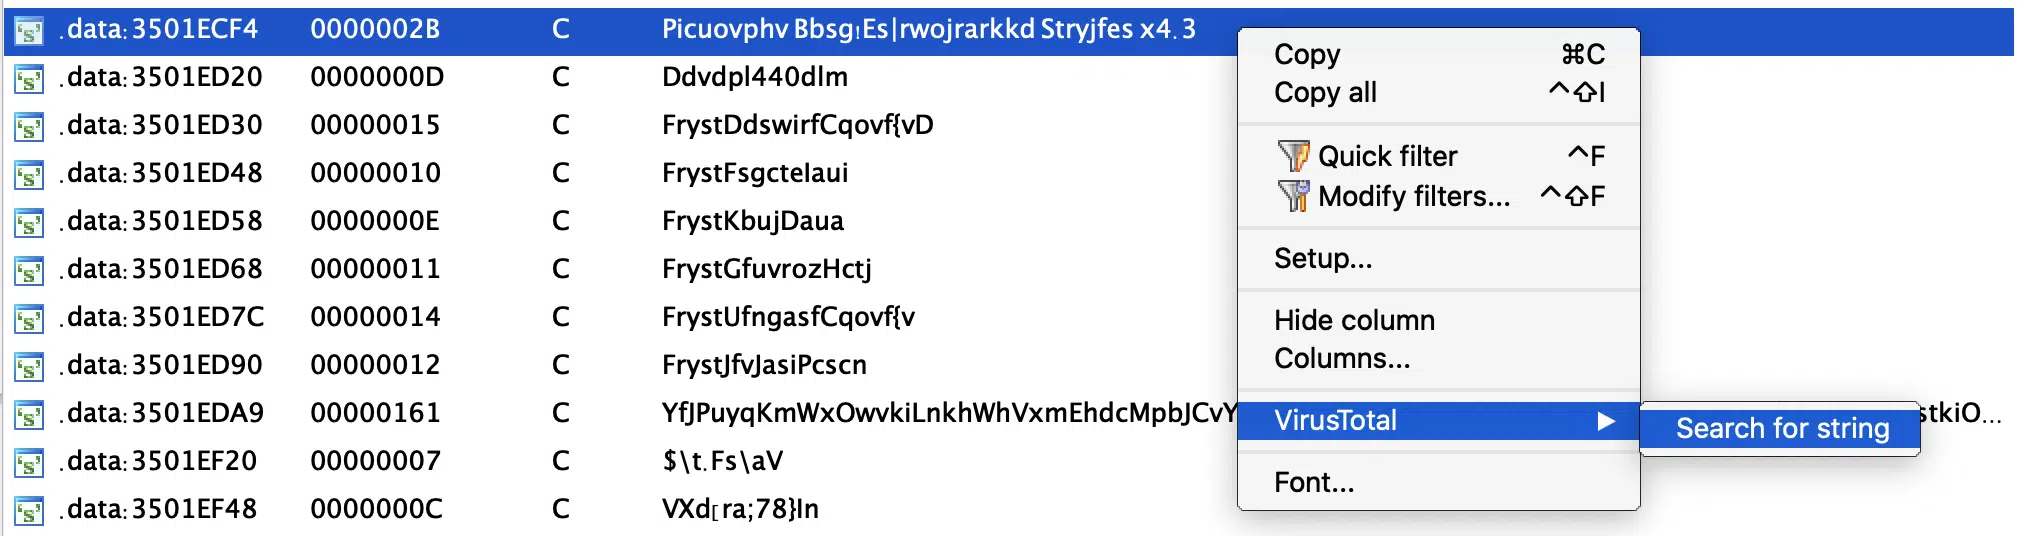 .data:3501ECF4 0000002B C Picuovphv Bbsg!Es|rwojrarkkd Stryjfes x4.3
.data:3501ED20 0000000D C Ddvdpl440dlm
.data:3501ED30 00000015 C FrystDdswirfCqovf{vD
.data:3501ED48 00000010 C FrystFsgcteIaui
.data:3501ED58 0000000E C FrystKbujDaua
.data:3501ED68 00000011 C FrystGfuvrozHctj
.data:3501ED7C 00000014 C FrystUfngasfCqovf{v
.data:3501ED90 00000012 C FrystJfvJasiPcscn
.data:3501EDA9 00000161 C YfJPuyqKmWxOwvkiLnkhWhVxmEhdcMpbJCvY stkiO...
.data:3501EF20 00000007 C $\t.Fs\aV
.data:3501EF48 0000000C C VXd[ra;78}In
Copy ⌘C
Copy all ^⇧I
Quick filter ^F
Modify filters... ^⇧F
Setup...
Hide column
Columns...
VirusTotal ▶
Search for string
Font...